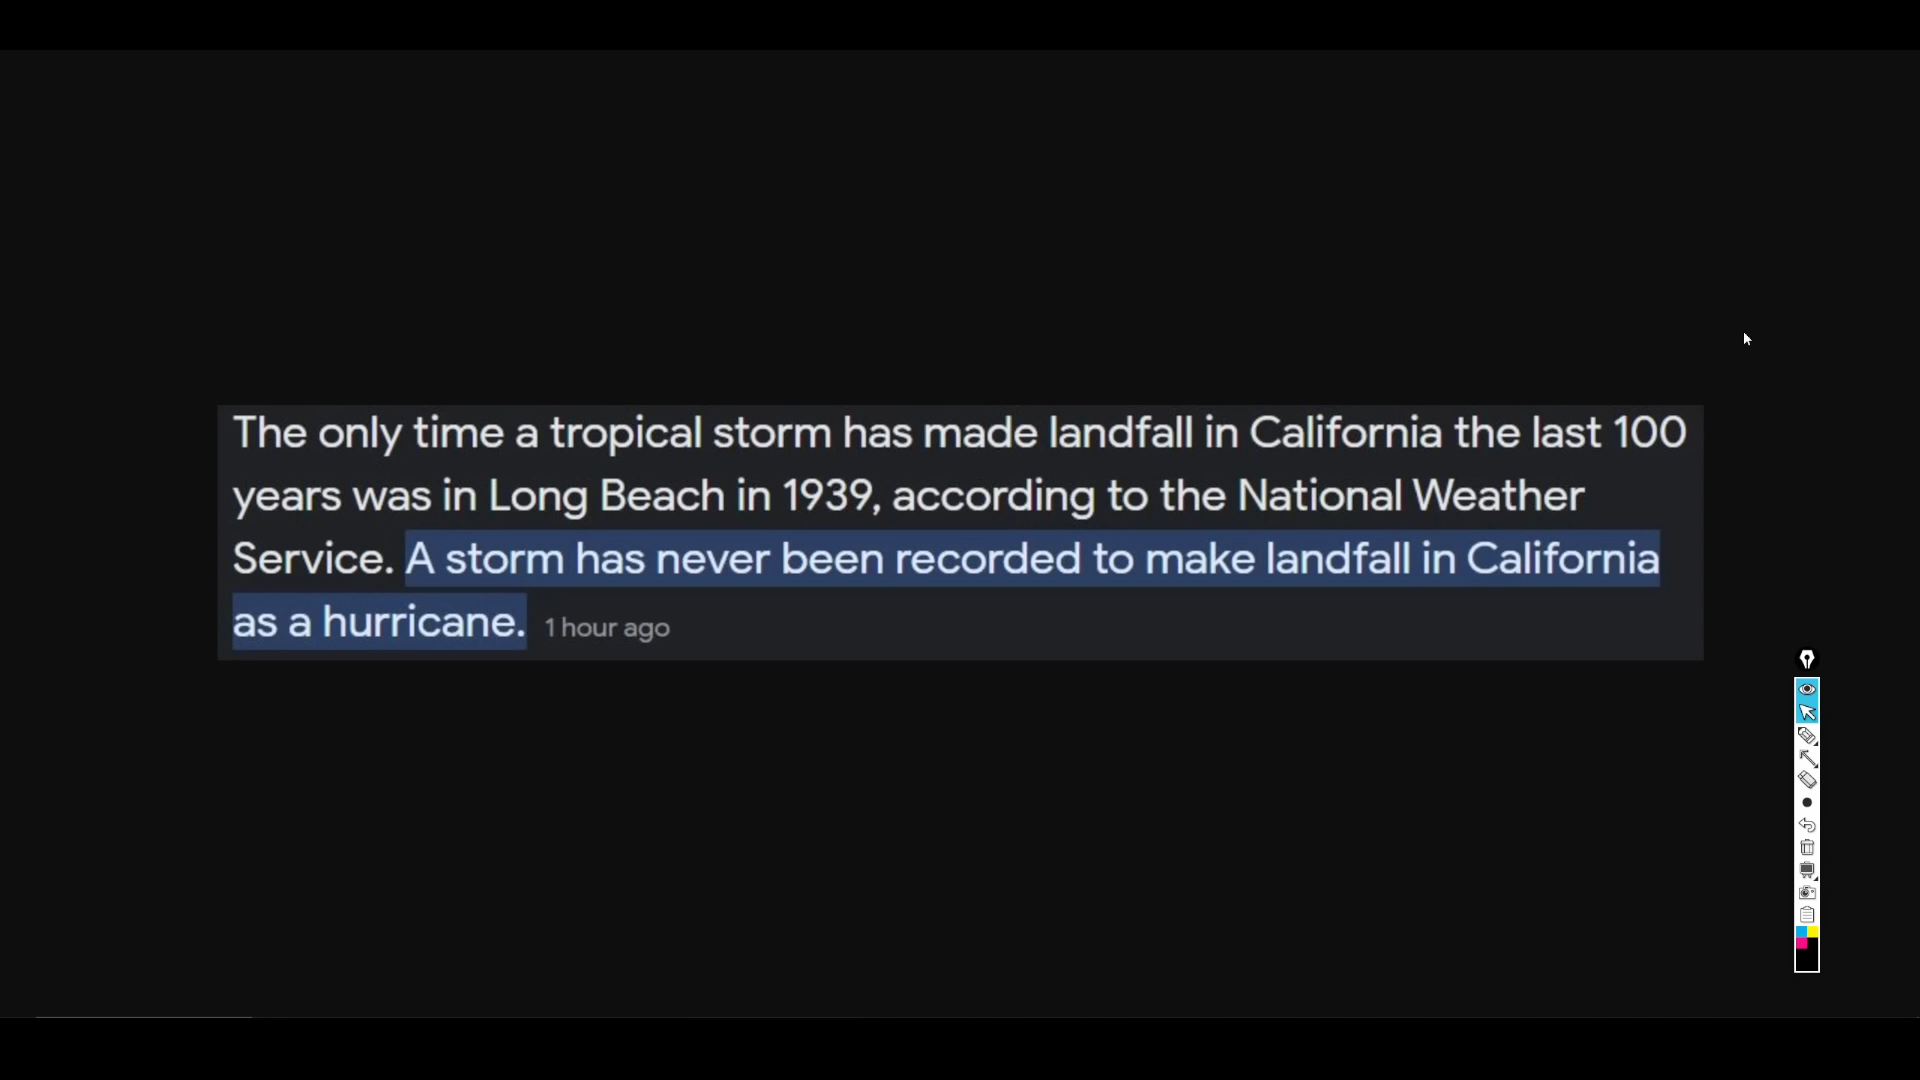 The only time a tropical storm has made landfall in California the last 100
years was in Long Beach in 1939, according to the National Weather
Service. A storm has never been recorded to make landfall in California
as a hurricane. 1 hour ago